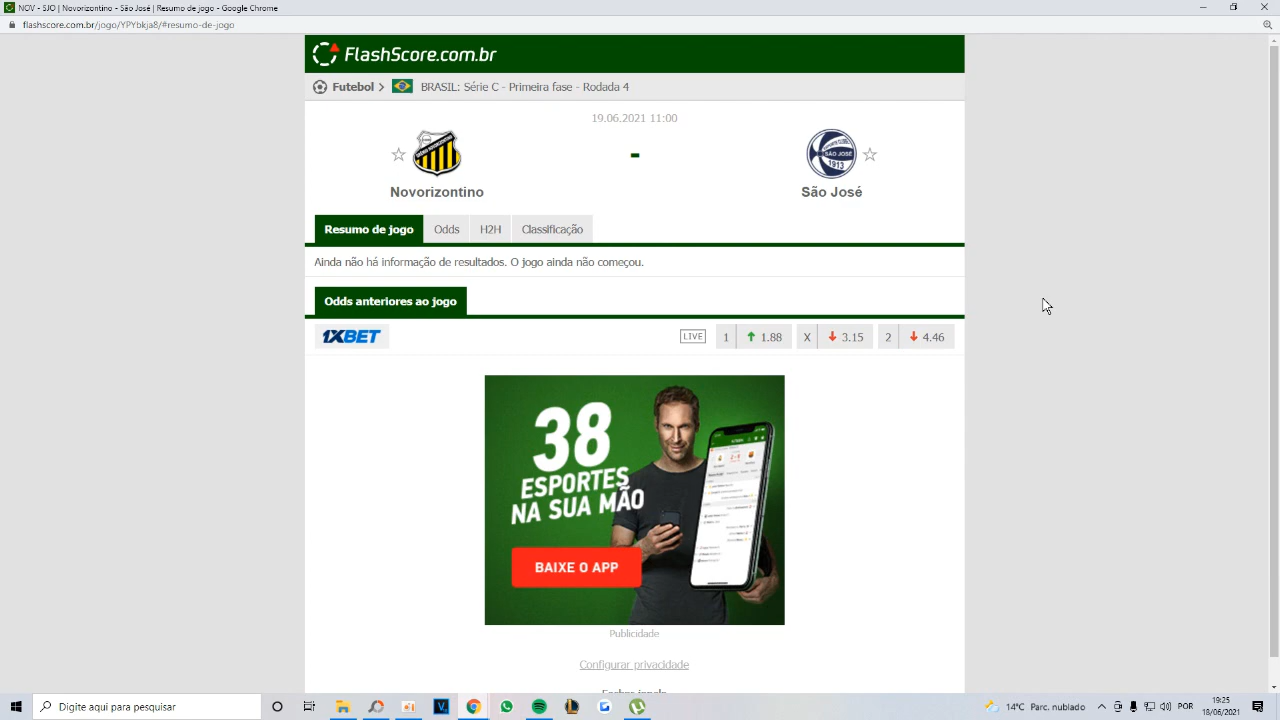 NOV - SJO | Novorizontino - São José | Resumo de jogo - Google Chrome
flashscore.com.br/jogo/YPYbkja8/#resumo-de-jogo
FlashScore.com.br
Futebol > BRASIL: Série C - Primeira fase - Rodada 4
19.06.2021 11:00
-
Novorizontino
São José
Resumo de jogo Odds H2H Classificação
Ainda não há informação de resultados. O jogo ainda não começou.
Odds anteriores ao jogo
1XBET LIVE 1 1.88 X 3.15 2 4.46
38
ESPORTES
NA SUA MÃO
BAIXE O APP
Publicidade
Configurar privacidade
Digite aqui para pesquisar
14°C Parc. nublado
19:25
18/06/2021